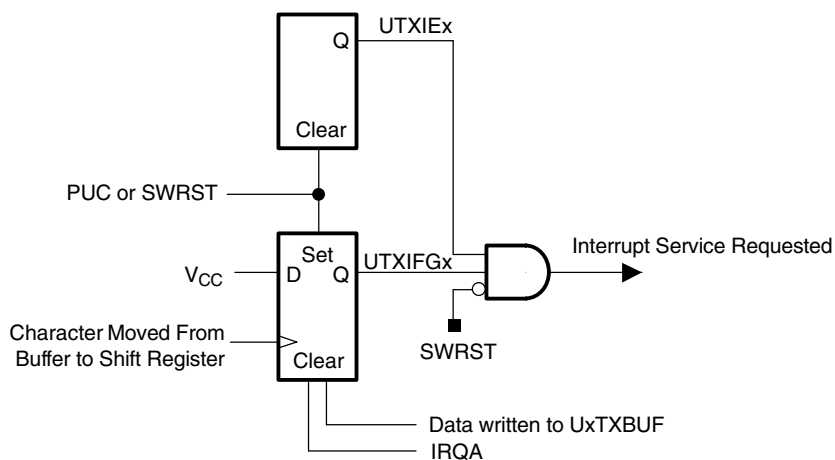 UTXIEx
Q
Clear
PUC or SWRST
Set
UTXIFGx
Interrupt Service Requested
VCC
D
Q
Character Moved From
Buffer to Shift Register
Clear
SWRST
Data written to UxTXBUF
IRQA